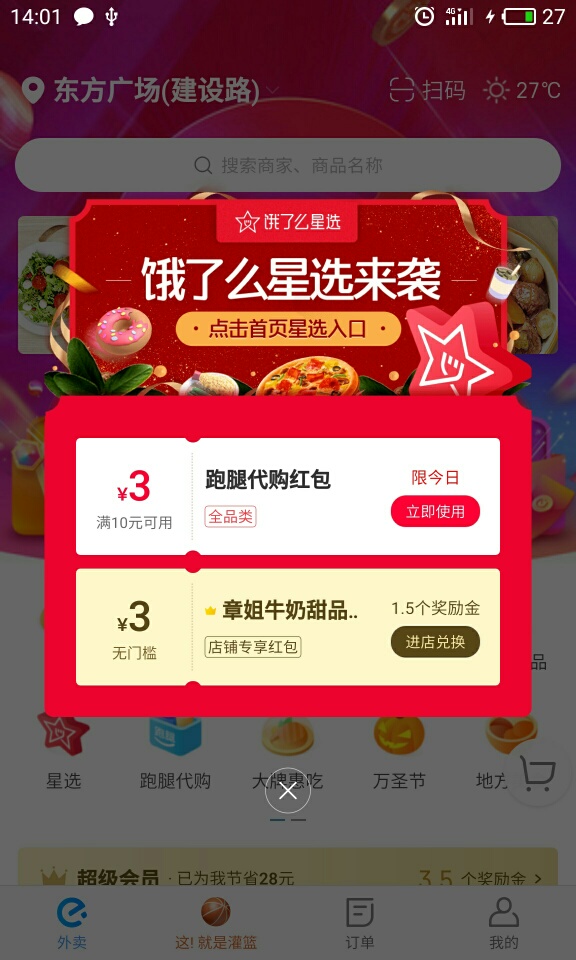 14:01
4G
27
东方广场(建设路)
扫码
27℃
搜索商家、商品名称
饿了么星选
饿了么星选来袭
·点击首页星选入口·
¥3
满10元可用
跑腿代购红包
全品类
限今日
立即使用
¥3
无门槛
章姐牛奶甜品..
店铺专享红包
1.5个奖励金
进店兑换
品
星选
跑腿代购
大牌惠吃
万圣节
地方
超级会员
·已为我节省28元
3.5个奖励金
外卖
这! 就是灌篮
订单
我的